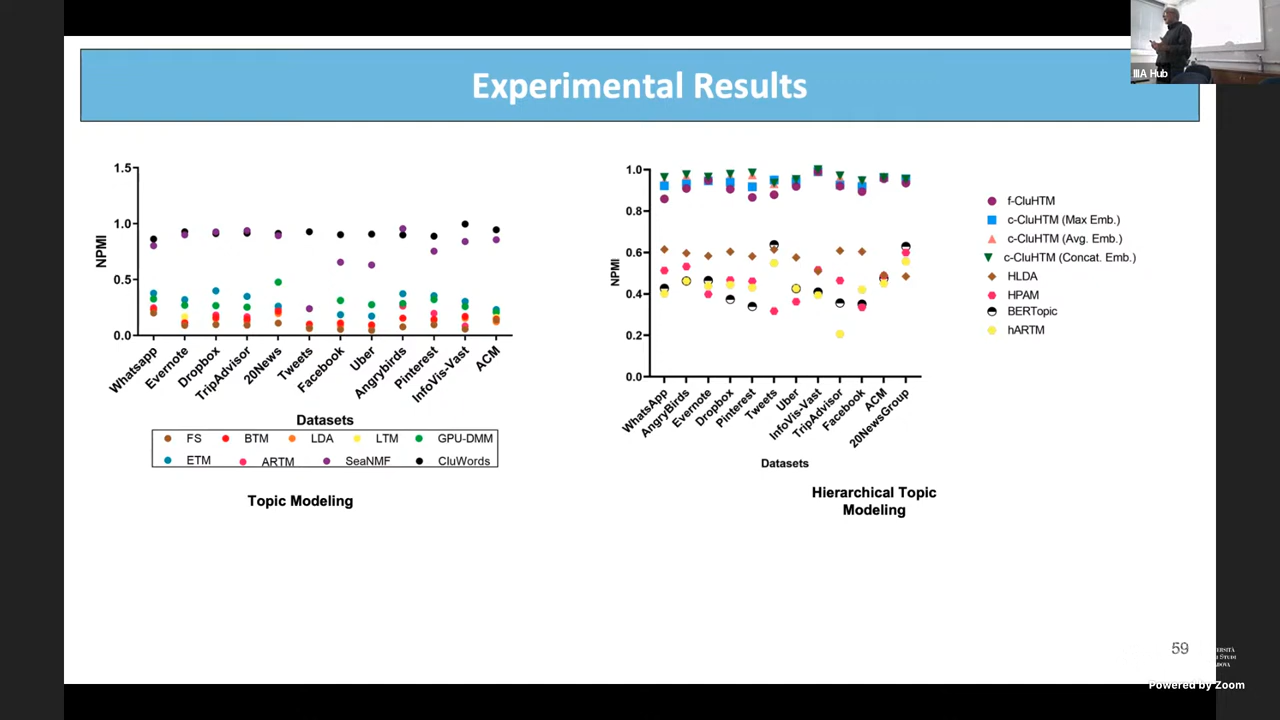 Experimental Results
IIIA Hub
1.5
1.0
0.5
0.0
NPMI
Whatsapp
Evernote
Dropbox
TripAdvisor
20News
Tweets
Facebook
Uber
Angrybirds
Pinterest
InfoVis-Vast
ACM
Datasets
FS BTM LDA LTM GPU-DMM
ETM ARTM SeaNMF CluWords
Topic Modeling
1.0
0.8
0.6
0.4
0.2
0.0
NPMI
WhatsApp
AngryBirds
Evernote
Dropbox
Pinterest
Tweets
Uber
InfoVis-Vast
TripAdvisor
Facebook
ACM
20NewsGroup
Datasets
f-CluHTM
c-CluHTM (Max Emb.)
c-CluHTM (Avg. Emb.)
c-CluHTM (Concat. Emb.)
HLDA
HPAM
BERTopic
hARTM
Hierarchical Topic
Modeling
59
Powered by Zoom